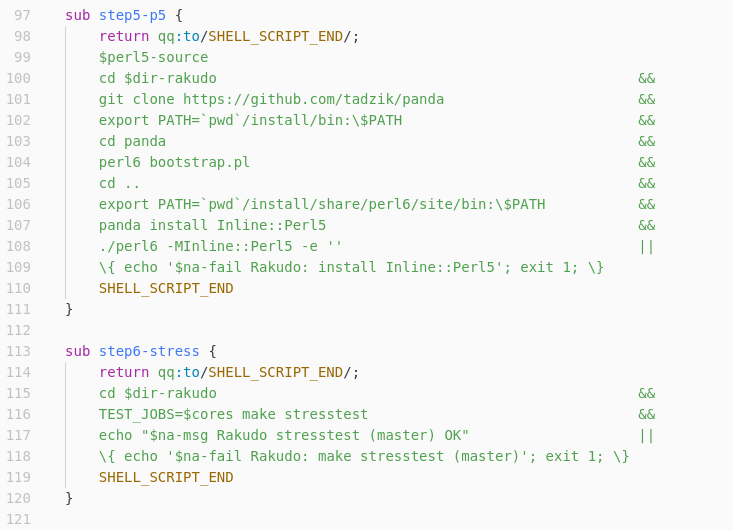 97 sub step5-p5 {
98 return qq:to/SHELL_SCRIPT_END/;
99 $perl5-source
100 cd $dir-rakudo &&
101 git clone https://github.com/tadzik/panda &&
102 export PATH=`pwd`/install/bin:\$PATH &&
103 cd panda &&
104 perl6 bootstrap.pl &&
105 cd .. &&
106 export PATH=`pwd`/install/share/perl6/site/bin:\$PATH &&
107 panda install Inline::Perl5 &&
108 ./perl6 -MInline::Perl5 -e '' ||
109 \{ echo '$na-fail Rakudo: install Inline::Perl5'; exit 1; \}
110 SHELL_SCRIPT_END
111 }
112
113 sub step6-stress {
114 return qq:to/SHELL_SCRIPT_END/;
115 cd $dir-rakudo &&
116 TEST_JOBS=$cores make stresstest &&
117 echo "$na-msg Rakudo stresstest (master) OK" ||
118 \{ echo '$na-fail Rakudo: make stresstest (master)'; exit 1; \}
119 SHELL_SCRIPT_END
120 }
121